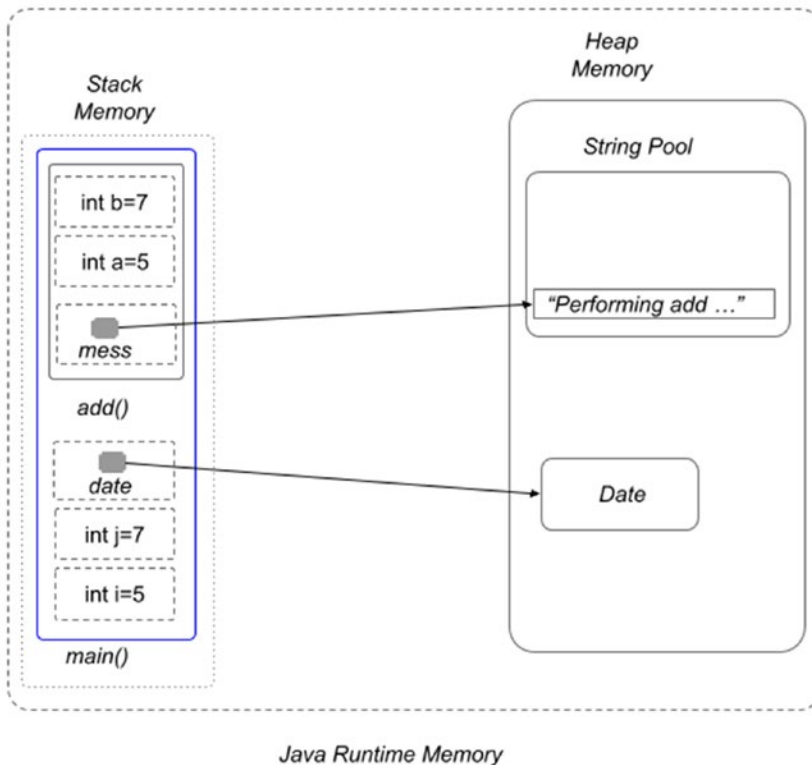 Stack
Memory
int b=7
int a=5
mess
add()
date
int j=7
int i=5
main()
Heap
Memory
String Pool
“Performing add …”
Date
Java Runtime Memory